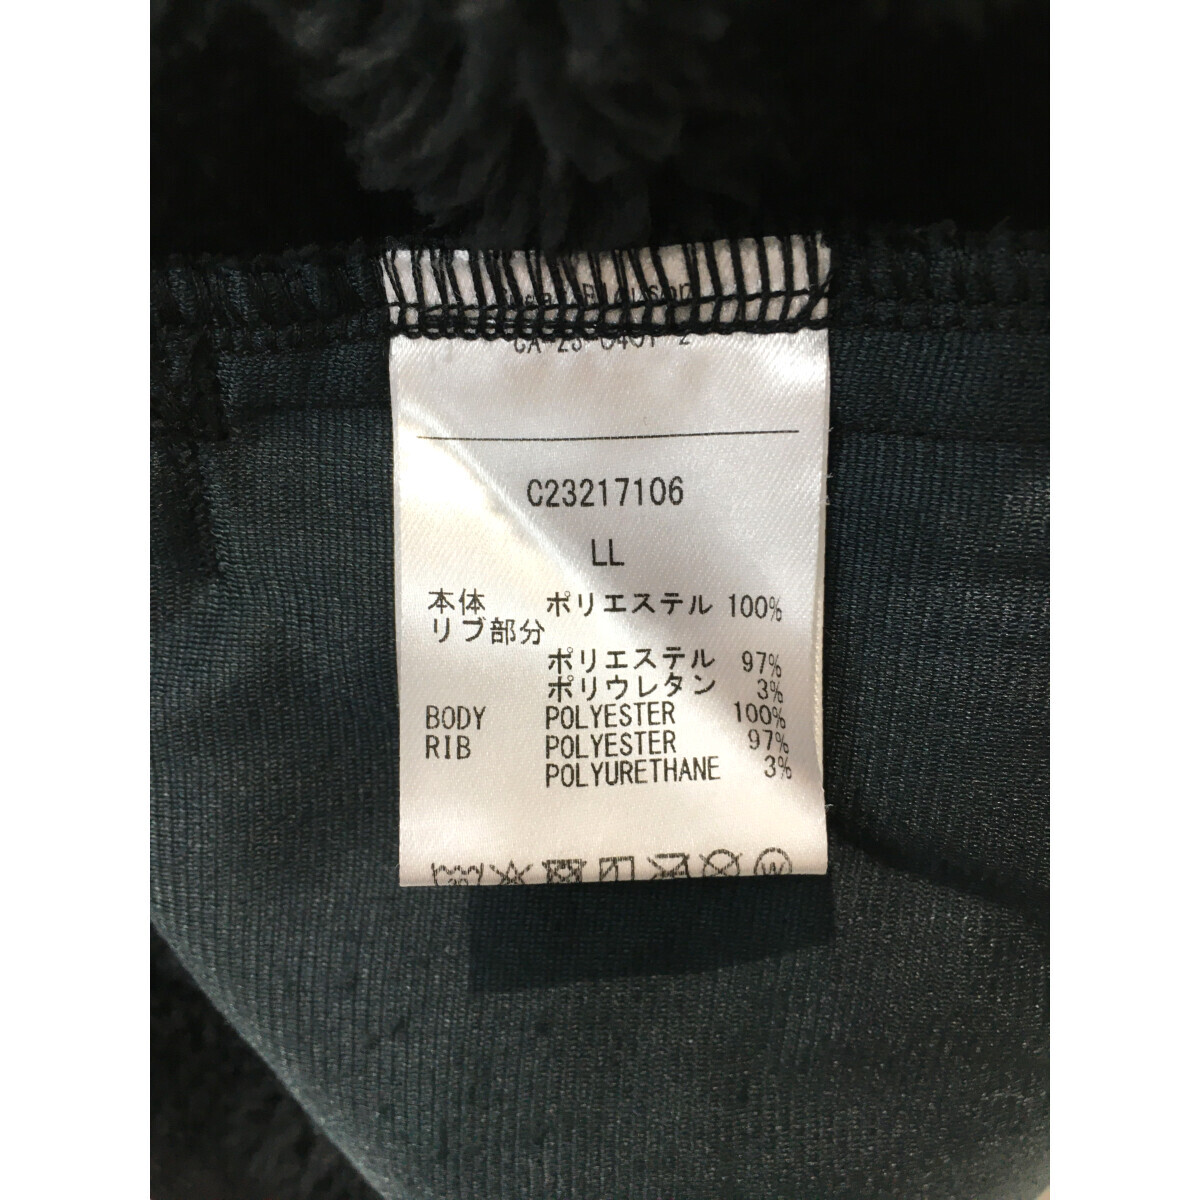 Blouson
C23217106
LL
本体 ポリエステル 100%
リブ部分
ポリエステル 97%
ポリウレタン 3%
BODY POLYESTER 100%
RIB POLYESTER 97%
POLYURETHANE 3%